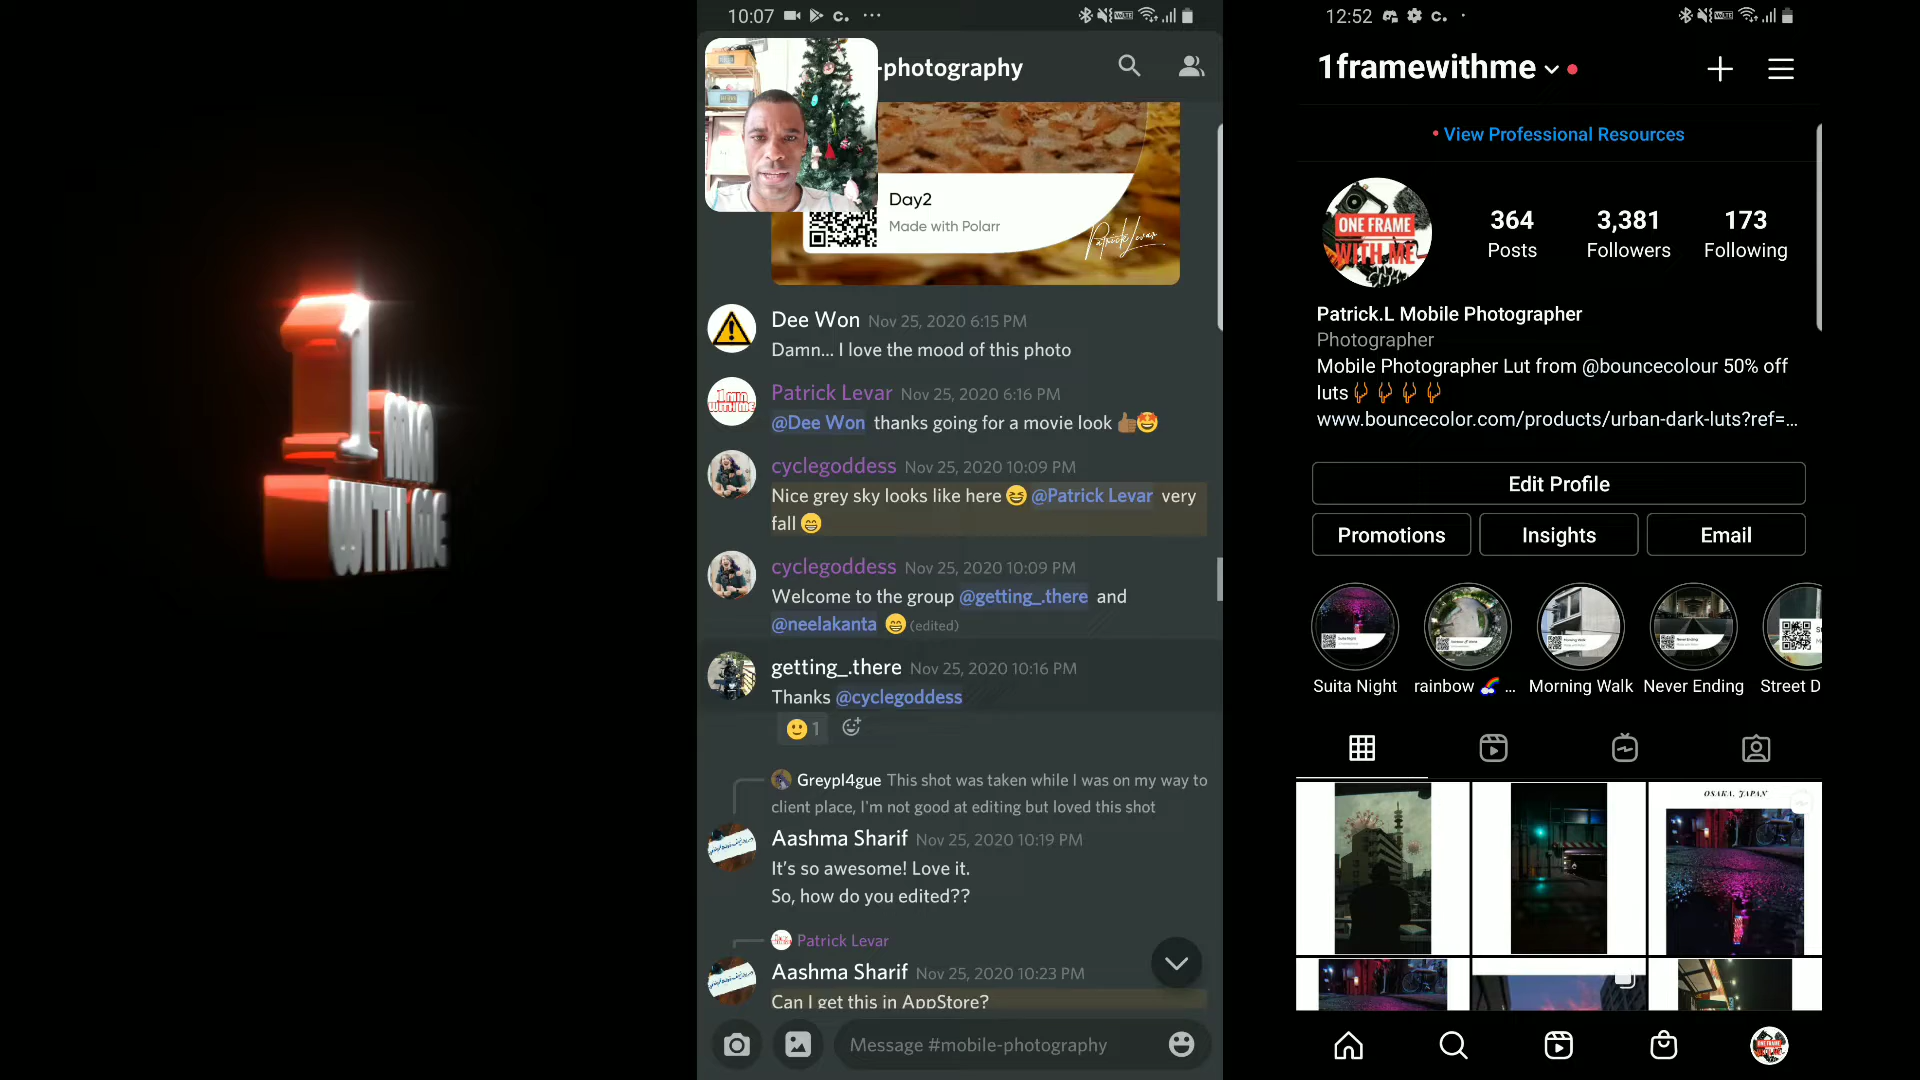 1
WITH ME
10:07
-photography
Day2
Made with Polarr
Patrick Levar
Dee Won Nov 25, 2020 6:15 PM
Damn... I love the mood of this photo
Patrick Levar Nov 25, 2020 6:16 PM
@Dee Won thanks going for a movie look 👍🏾🤩
cyclegoddess Nov 25, 2020 10:09 PM
Nice grey sky looks like here 😆 @Patrick Levar very
fall 😁
cyclegoddess Nov 25, 2020 10:09 PM
Welcome to the group @getting_.there and
@neelakanta 😁 (edited)
getting_.there Nov 25, 2020 10:16 PM
Thanks @cyclegoddess
🙂 1
Greypl4gue This shot was taken while I was on my way to
client place, I'm not good at editing but loved this shot
Aashma Sharif Nov 25, 2020 10:19 PM
It's so awesome! Love it.
So, how do you edited??
Patrick Levar
Aashma Sharif Nov 25, 2020 10:23 PM
Can I get this in AppStore?
Message #mobile-photography
12:52
1framewithme
View Professional Resources
ONE FRAME
WITH ME
364 3,381 173
Posts Followers Following
Patrick.L Mobile Photographer
Photographer
Mobile Photographer Lut from @bouncecolour 50% off
luts👇👇👇👇
www.bouncecolor.com/products/urban-dark-luts?ref=...
Edit Profile
Promotions Insights Email
Suita Night rainbow 🌈 ... Morning Walk Never Ending Street D
OSAKA, JAPAN